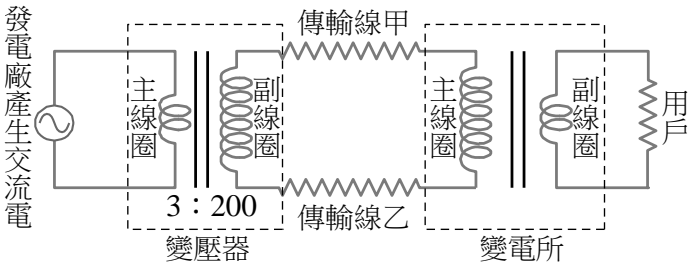 發電廠產生交流電
主線圈
副線圈
3：200
變壓器
傳輸線甲
傳輸線乙
主線圈
副線圈
變電所
用戶